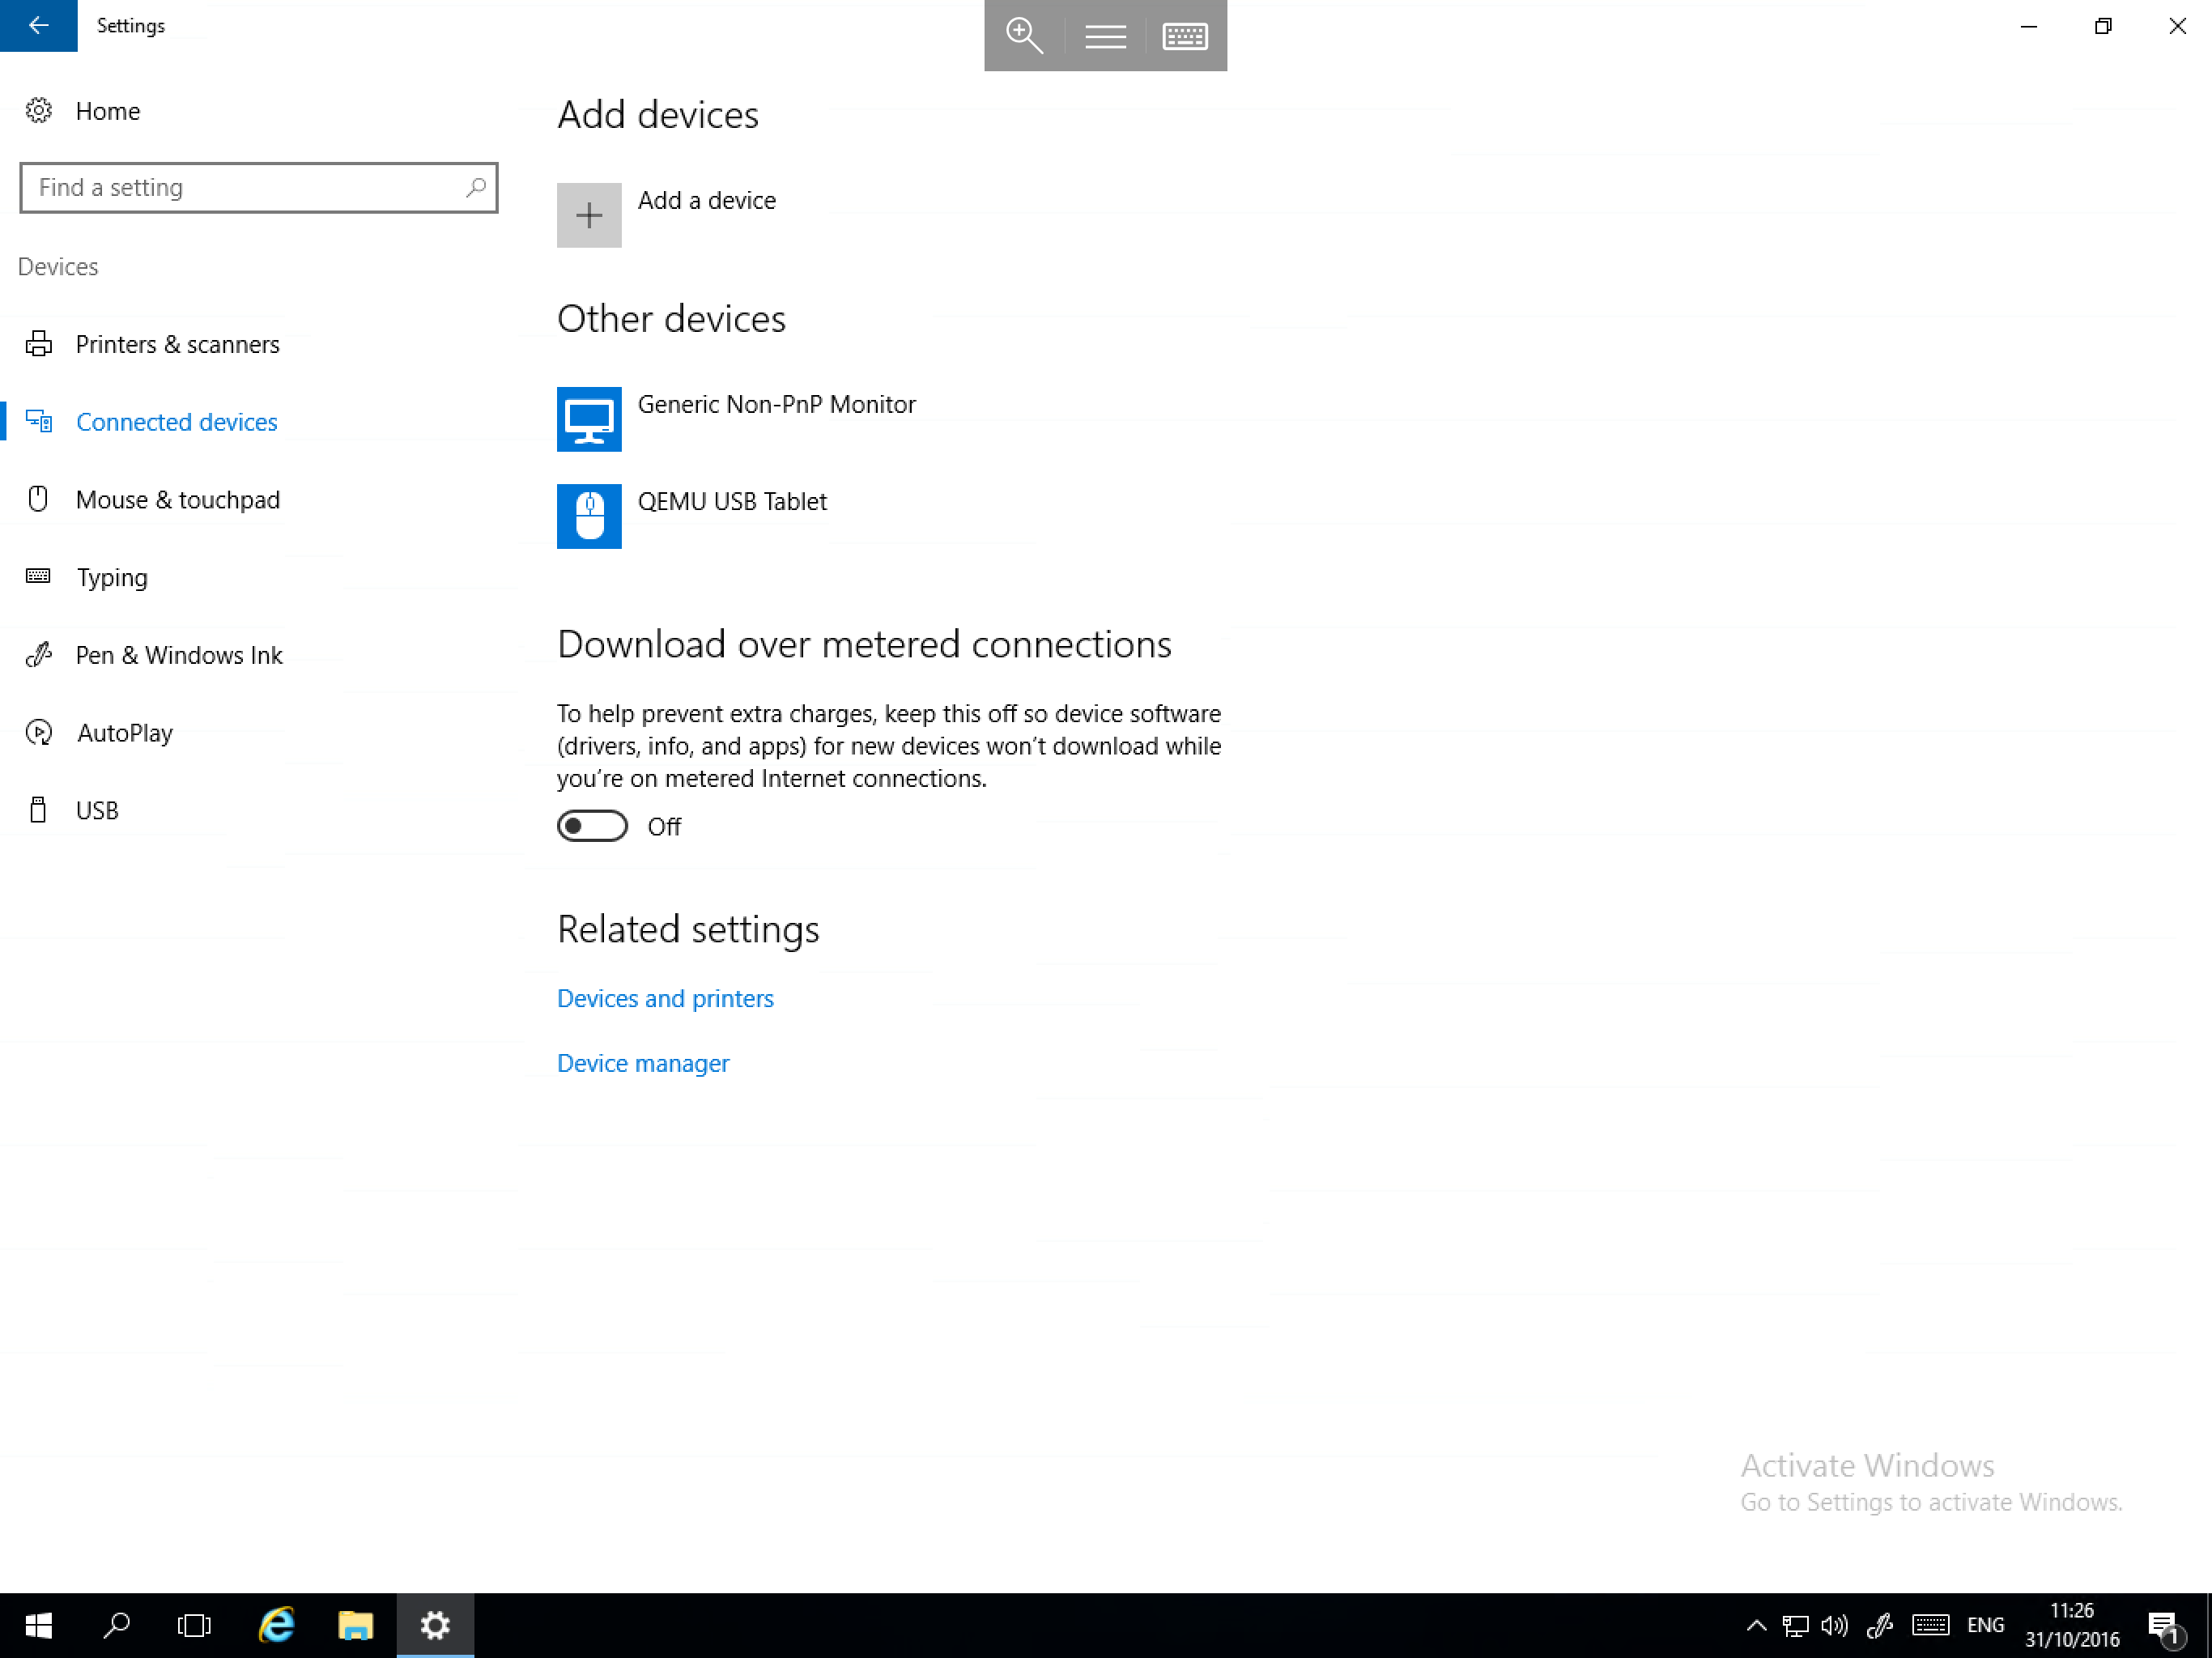 Settings
Home
Find a setting
Devices
Printers & scanners
Connected devices
Mouse & touchpad
Typing
Pen & Windows Ink
AutoPlay
USB
Add devices
Add a device
Other devices
Generic Non-PnP Monitor
QEMU USB Tablet
Download over metered connections
To help prevent extra charges, keep this off so device software
(drivers, info, and apps) for new devices won't download while
you're on metered Internet connections.
Off
Related settings
Devices and printers
Device manager
Activate Windows
Go to Settings to activate Windows.
ENG
11:26
31/10/2016
1